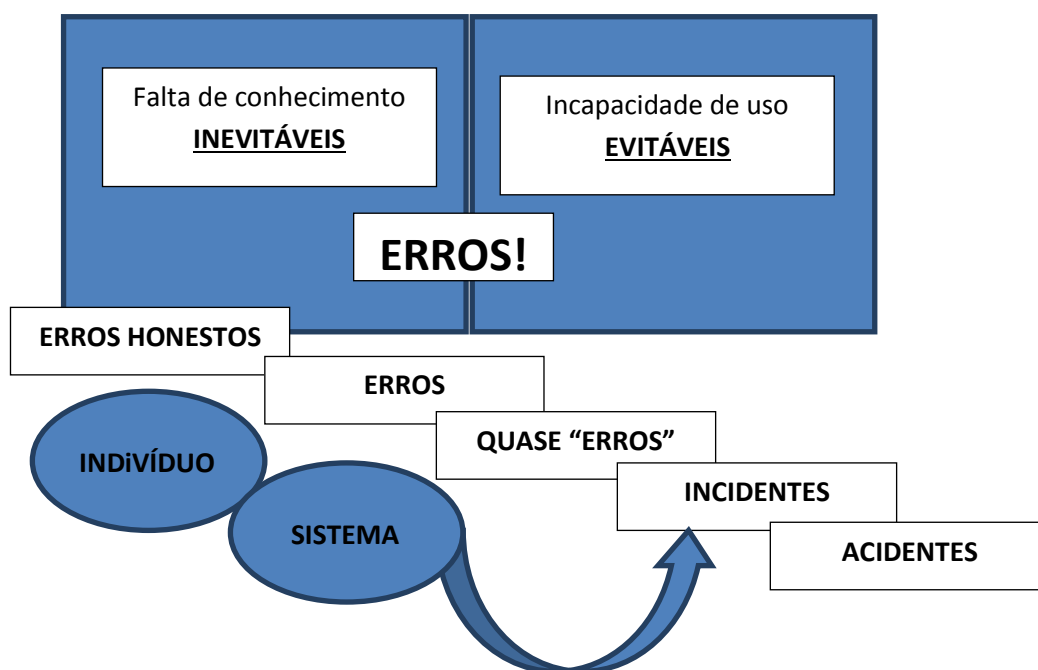 Falta de conhecimento
INEVITÁVEIS
Incapacidade de uso
EVITÁVEIS
ERROS!
ERROS HONESTOS
ERROS
QUASE “ERROS”
INCIDENTES
ACIDENTES
INDiVÍDUO
SISTEMA